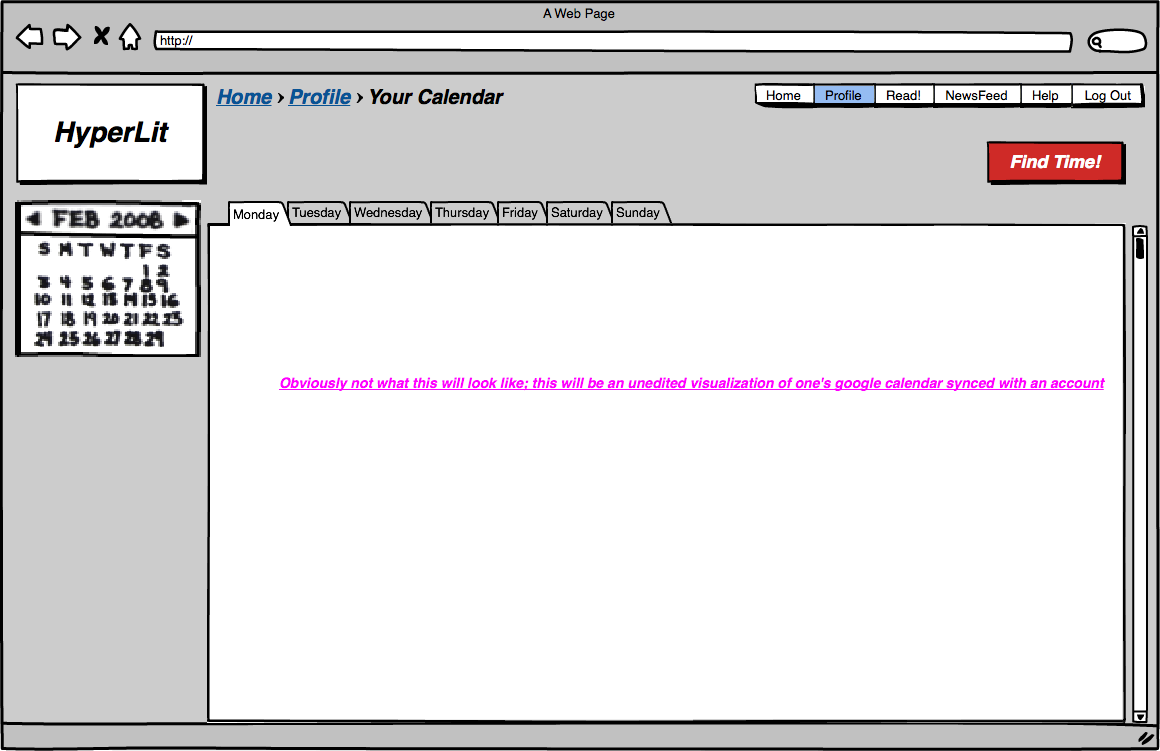 A Web Page
http://
HyperLit
Home › Profile › Your Calendar
Home Profile Read! NewsFeed Help Log Out
Find Time!
FEB 2008
S M T W T F S
1 2
3 4 5 6 7 8 9
10 11 12 13 14 15 16
17 18 19 20 21 22 23
24 25 26 27 28 29
Monday Tuesday Wednesday Thursday Friday Saturday Sunday
Obviously not what this will look like; this will be an unedited visualization of one's google calendar synced with an account